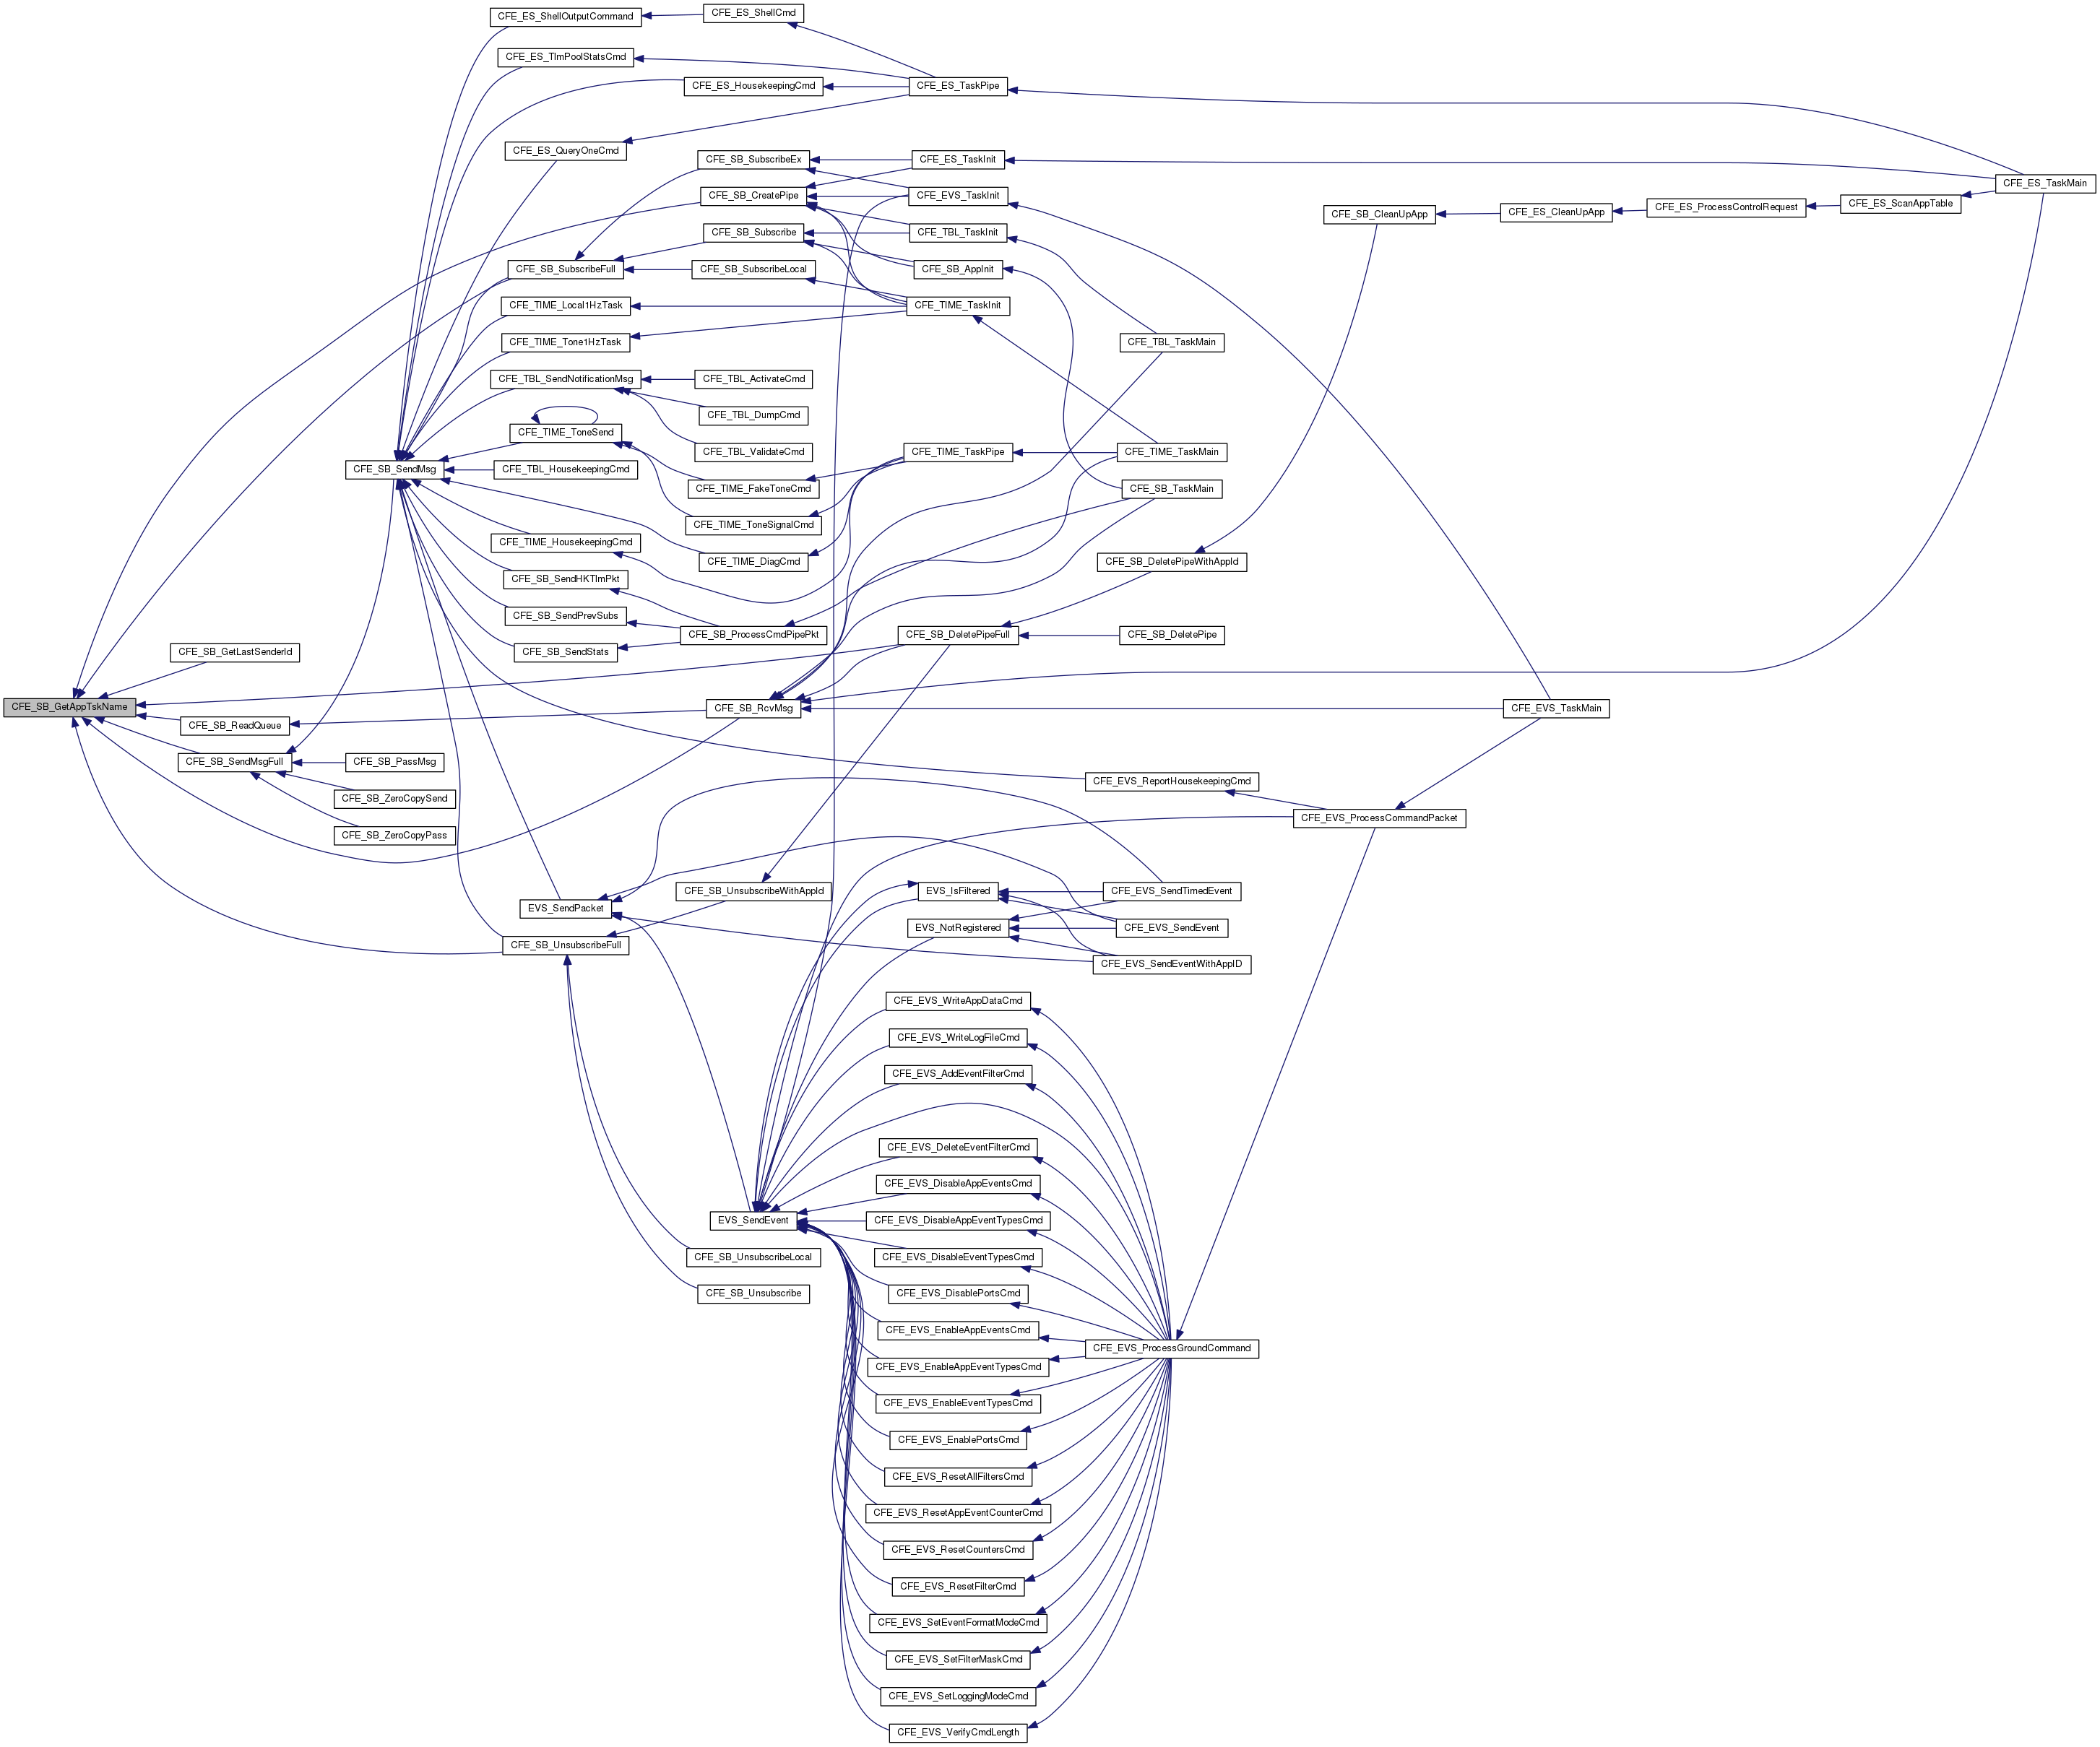 CFE_SB_GetAppTskName
CFE_SB_GetLastSenderId
CFE_SB_ReadQueue
CFE_SB_SendMsgFull
CFE_SB_SendMsg
CFE_SB_PassMsg
CFE_SB_ZeroCopySend
CFE_SB_ZeroCopyPass
CFE_ES_ShellOutputCommand
CFE_ES_TlmPoolStatsCmd
CFE_ES_QueryOneCmd
CFE_SB_SubscribeFull
CFE_TIME_Local1HzTask
CFE_TIME_Tone1HzTask
CFE_TBL_SendNotificationMsg
CFE_TIME_ToneSend
CFE_TBL_HousekeepingCmd
CFE_TIME_HousekeepingCmd
CFE_SB_SendHKTlmPkt
CFE_SB_SendPrevSubs
CFE_SB_SendStats
EVS_SendPacket
CFE_SB_UnsubscribeFull
CFE_ES_ShellCmd
CFE_ES_HousekeepingCmd
CFE_SB_SubscribeEx
CFE_SB_CreatePipe
CFE_SB_Subscribe
CFE_SB_SubscribeLocal
CFE_TBL_ActivateCmd
CFE_TBL_DumpCmd
CFE_TBL_ValidateCmd
CFE_TIME_FakeToneCmd
CFE_TIME_ToneSignalCmd
CFE_TIME_DiagCmd
CFE_SB_ProcessCmdPipePkt
CFE_SB_RcvMsg
CFE_SB_UnsubscribeWithAppId
EVS_SendEvent
CFE_SB_UnsubscribeLocal
CFE_SB_Unsubscribe
CFE_ES_TaskPipe
CFE_ES_TaskInit
CFE_EVS_TaskInit
CFE_TBL_TaskInit
CFE_SB_AppInit
CFE_TIME_TaskInit
CFE_TIME_TaskPipe
CFE_SB_DeletePipeFull
EVS_IsFiltered
EVS_NotRegistered
CFE_EVS_WriteAppDataCmd
CFE_EVS_WriteLogFileCmd
CFE_EVS_AddEventFilterCmd
CFE_EVS_DeleteEventFilterCmd
CFE_EVS_DisableAppEventsCmd
CFE_EVS_DisableAppEventTypesCmd
CFE_EVS_DisableEventTypesCmd
CFE_EVS_DisablePortsCmd
CFE_EVS_EnableAppEventsCmd
CFE_EVS_EnableAppEventTypesCmd
CFE_EVS_EnableEventTypesCmd
CFE_EVS_EnablePortsCmd
CFE_EVS_ResetAllFiltersCmd
CFE_EVS_ResetAppEventCounterCmd
CFE_EVS_ResetCountersCmd
CFE_EVS_ResetFilterCmd
CFE_EVS_SetEventFormatModeCmd
CFE_EVS_SetFilterMaskCmd
CFE_EVS_SetLoggingModeCmd
CFE_EVS_VerifyCmdLength
CFE_TBL_TaskMain
CFE_TIME_TaskMain
CFE_SB_TaskMain
CFE_SB_DeletePipeWithAppId
CFE_SB_DeletePipe
CFE_EVS_ReportHousekeepingCmd
CFE_EVS_SendTimedEvent
CFE_EVS_SendEvent
CFE_EVS_SendEventWithAppID
CFE_EVS_ProcessGroundCommand
CFE_SB_CleanUpApp
CFE_EVS_ProcessCommandPacket
CFE_ES_CleanUpApp
CFE_EVS_TaskMain
CFE_ES_ProcessControlRequest
CFE_ES_ScanAppTable
CFE_ES_TaskMain